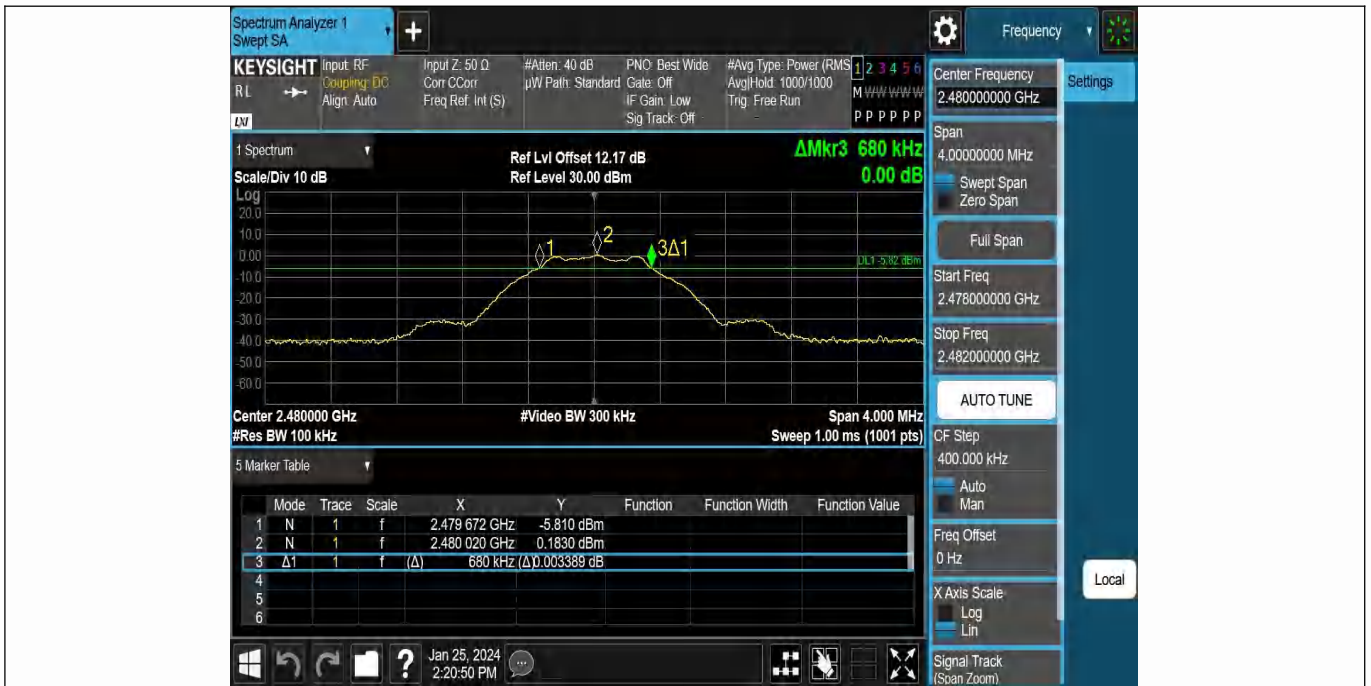 Spectrum Analyzer 1
Swept SA
+
Frequency
KEYSIGHT
R L
LXI
Input: RF
Coupling: DC
Align: Auto
Input Z: 50 Ω
Corr CCorr
Freq Ref: Int (S)
#Atten: 40 dB
µW Path: Standard
PNO: Best Wide
Gate: Off
IF Gain: Low
Sig Track: Off
#Avg Type: Power (RMS
Avg|Hold: 1000/1000
Trig: Free Run
1 2 3 4 5 6
M W W W W W
P P P P P P
1 Spectrum
Scale/Div 10 dB
Ref Lvl Offset 12.17 dB
Ref Level 30.00 dBm
ΔMkr3 680 kHz
0.00 dB
Log
20.0
10.0
0.00
-10.0
-20.0
-30.0
-40.0
-50.0
-60.0
1
2
3Δ1
DL1 -5.82 dBm
Center 2.480000 GHz
#Video BW 300 kHz
Span 4.000 MHz
#Res BW 100 kHz
Sweep 1.00 ms (1001 pts)
5 Marker Table
Mode Trace Scale X Y Function Function Width Function Value
1 N 1 f 2.479 672 GHz -5.810 dBm
2 N 1 f 2.480 020 GHz 0.1830 dBm
3 Δ1 1 f (Δ) 680 kHz (Δ) 0.003389 dB
4
5
6
?
Jan 25, 2024
2:20:50 PM
Center Frequency
2.480000000 GHz
Settings
Span
4.00000000 MHz
Swept Span
Zero Span
Full Span
Start Freq
2.478000000 GHz
Stop Freq
2.482000000 GHz
AUTO TUNE
CF Step
400.000 kHz
Auto
Man
Freq Offset
0 Hz
Local
X Axis Scale
Log
Lin
Signal Track
(Span Zoom)